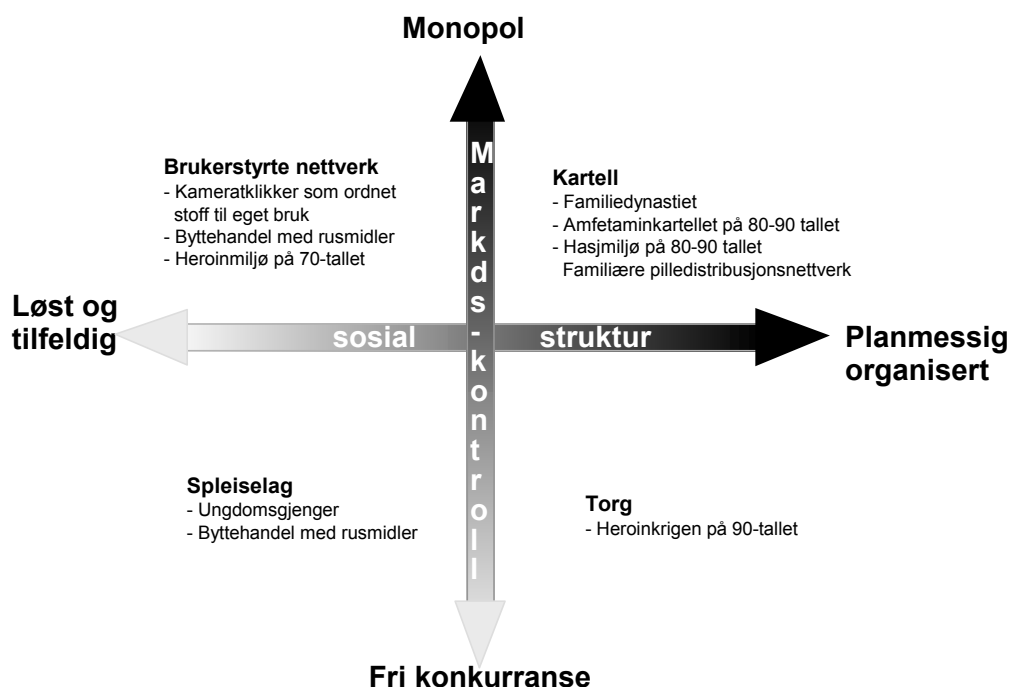 Monopol
Brukerstyrte nettverk
- Kameratklikker som ordnet
stoff til eget bruk
- Byttehandel med rusmidler
- Heroinmiljø på 70-tallet
Kartell
- Familiedynastiet
- Amfetaminkartellet på 80-90 tallet
- Hasjmiljø på 80-90 tallet
Familiære pilledistribusjonsnettverk
Markds-kontroll
Løst og
tilfeldig
sosial struktur
Planmessig
organisert
Spleiselag
- Ungdomsgjenger
- Byttehandel med rusmidler
Torg
- Heroinkrigen på 90-tallet
Fri konkurranse